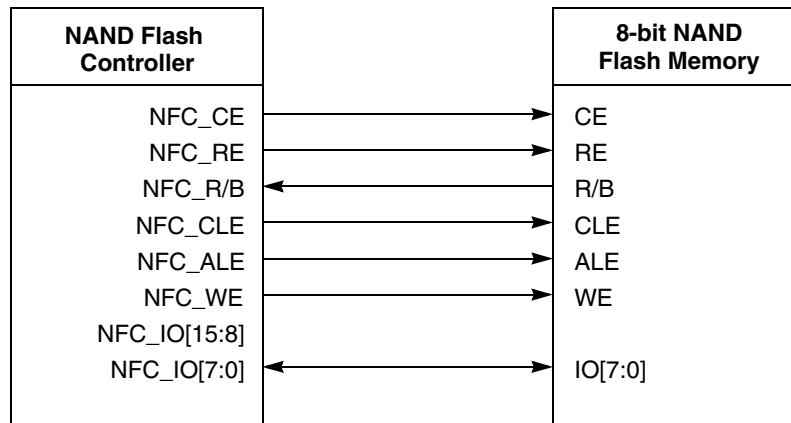 NAND Flash
Controller
8-bit NAND
Flash Memory
NFC_CE
CE
NFC_RE
RE
NFC_R/B
R/B
NFC_CLE
CLE
NFC_ALE
ALE
NFC_WE
WE
NFC_IO[15:8]
NFC_IO[7:0]
IO[7:0]